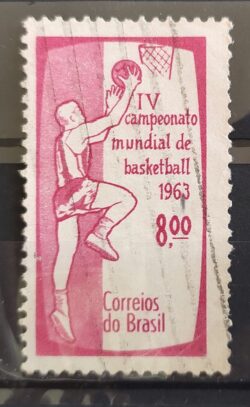 IV
campeonato
mundial de
basketball
1963
8,00
Correios
do Brasil